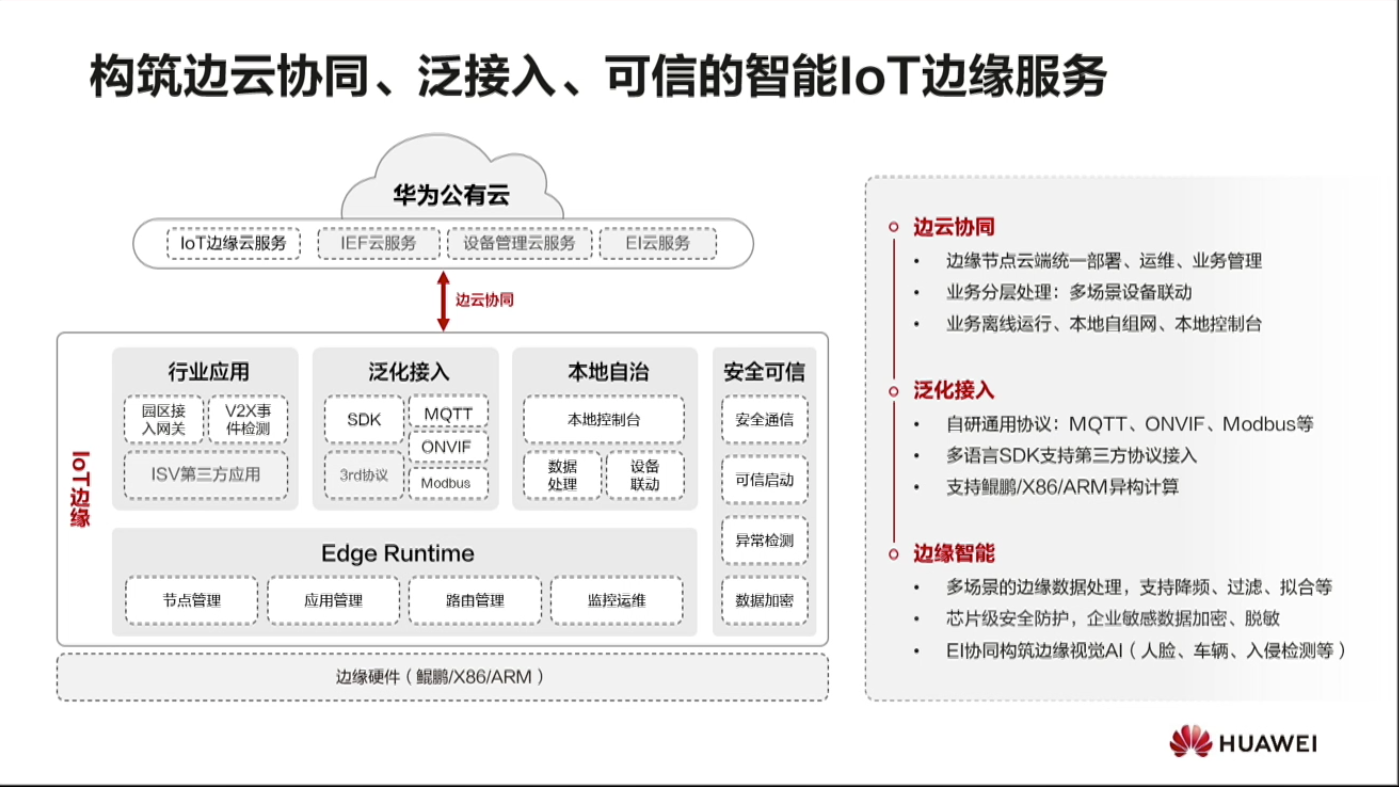 构筑边云协同、泛接入、可信的智能IoT边缘服务
华为公有云
IoT边缘云服务
IEF云服务
设备管理云服务
EI云服务
边云协同
IoT边缘
行业应用
园区接
入网关
V2X事
件检测
ISV第三方应用
泛化接入
SDK
MQTT
ONVIF
3rd协议
Modbus
本地自治
本地控制台
数据
处理
设备
联动
安全可信
安全通信
可信启动
异常检测
数据加密
Edge Runtime
节点管理
应用管理
路由管理
监控运维
边缘硬件（鲲鹏/X86/ARM）
边云协同
• 边缘节点云端统一部署、运维、业务管理
• 业务分层处理：多场景设备联动
• 业务离线运行、本地自组网、本地控制台
泛化接入
• 自研通用协议：MQTT、ONVIF、Modbus等
• 多语言SDK支持第三方协议接入
• 支持鲲鹏/X86/ARM异构计算
边缘智能
• 多场景的边缘数据处理，支持降频、过滤、拟合等
• 芯片级安全防护，企业敏感数据加密、脱敏
• EI协同构筑边缘视觉AI（人脸、车辆、入侵检测等）
HUAWEI